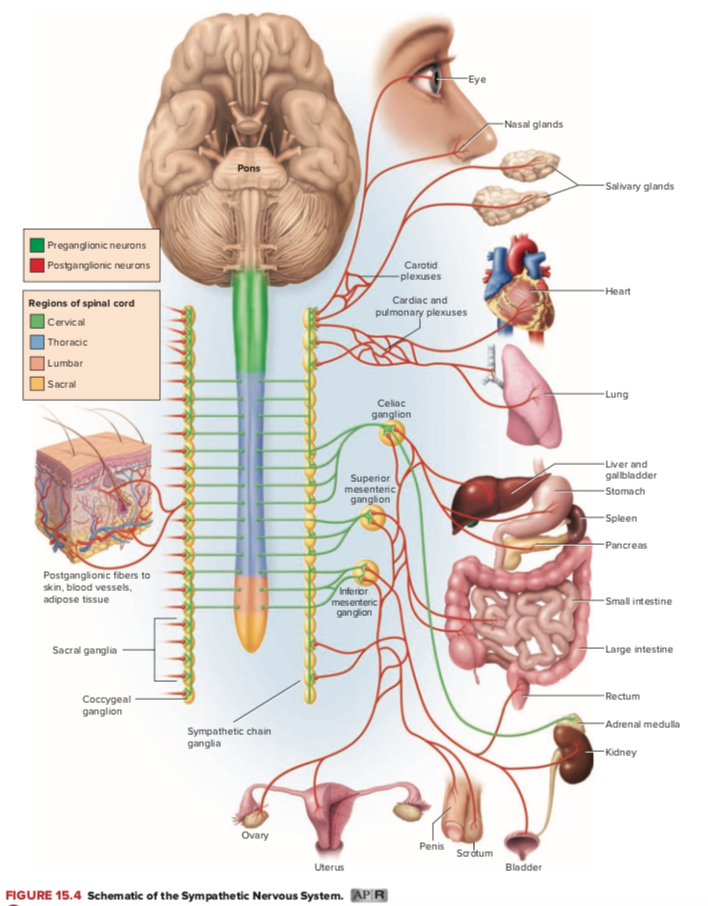 Eye
Nasal glands
Pons
Salivary glands
Preganglionic neurons
Postganglionic neurons
Carotid
plexuses
Heart
Regions of spinal cord
Cervical
Thoracic
Lumbar
Sacral
Cardiac and
pulmonary plexuses
Lung
Celiac
ganglion
Liver and
gallbladder
Superior
mesenteric
ganglion
Stomach
Spleen
Pancreas
Postganglionic fibers to
skin, blood vessels,
adipose tissue
Inferior
mesenteric
ganglion
Small intestine
Sacral ganglia
Large intestine
Coccygeal
ganglion
Rectum
Adrenal medulla
Sympathetic chain
ganglia
Kidney
Ovary
Uterus
Penis
Scrotum
Bladder
FIGURE 15.4 Schematic of the Sympathetic Nervous System. AP|R